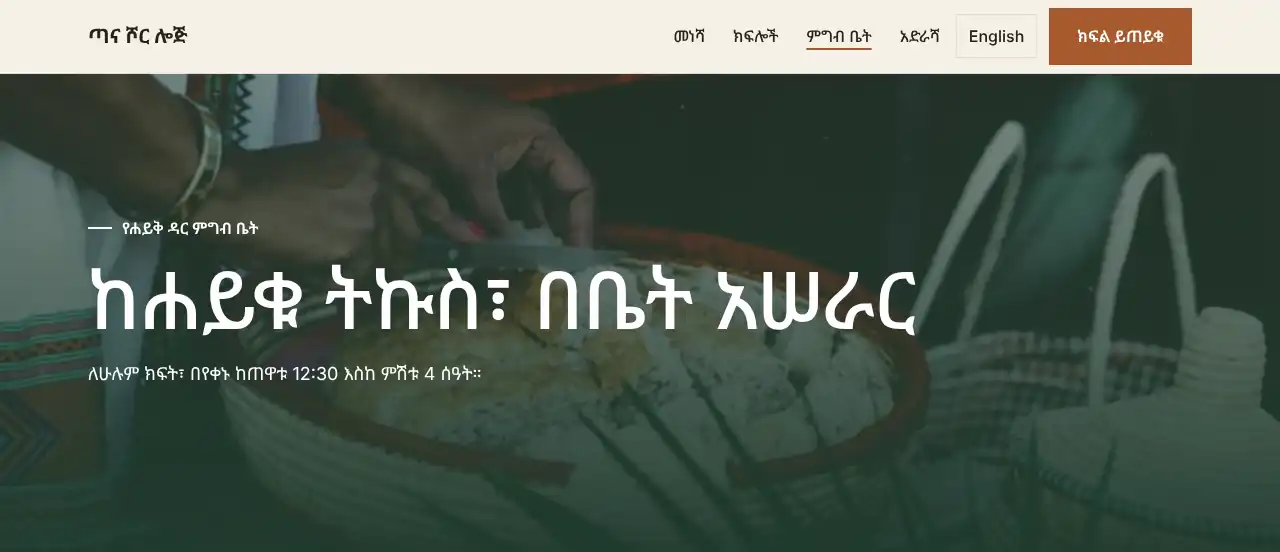 ጣና ሾር ሎጅ
መነሻ
ክፍሎች
ምግብ ቤት
አድራሻ
English
ክፍል ይጠይቁ
የሐይቅ ዳር ምግብ ቤት
ከሐይቁ ትኩስ፣ በቤት አሠራር
ለሁሉም ክፍት፣ በየቀኑ ከጠዋቱ 12:30 እስከ ምሽቱ 4 ሰዓት።